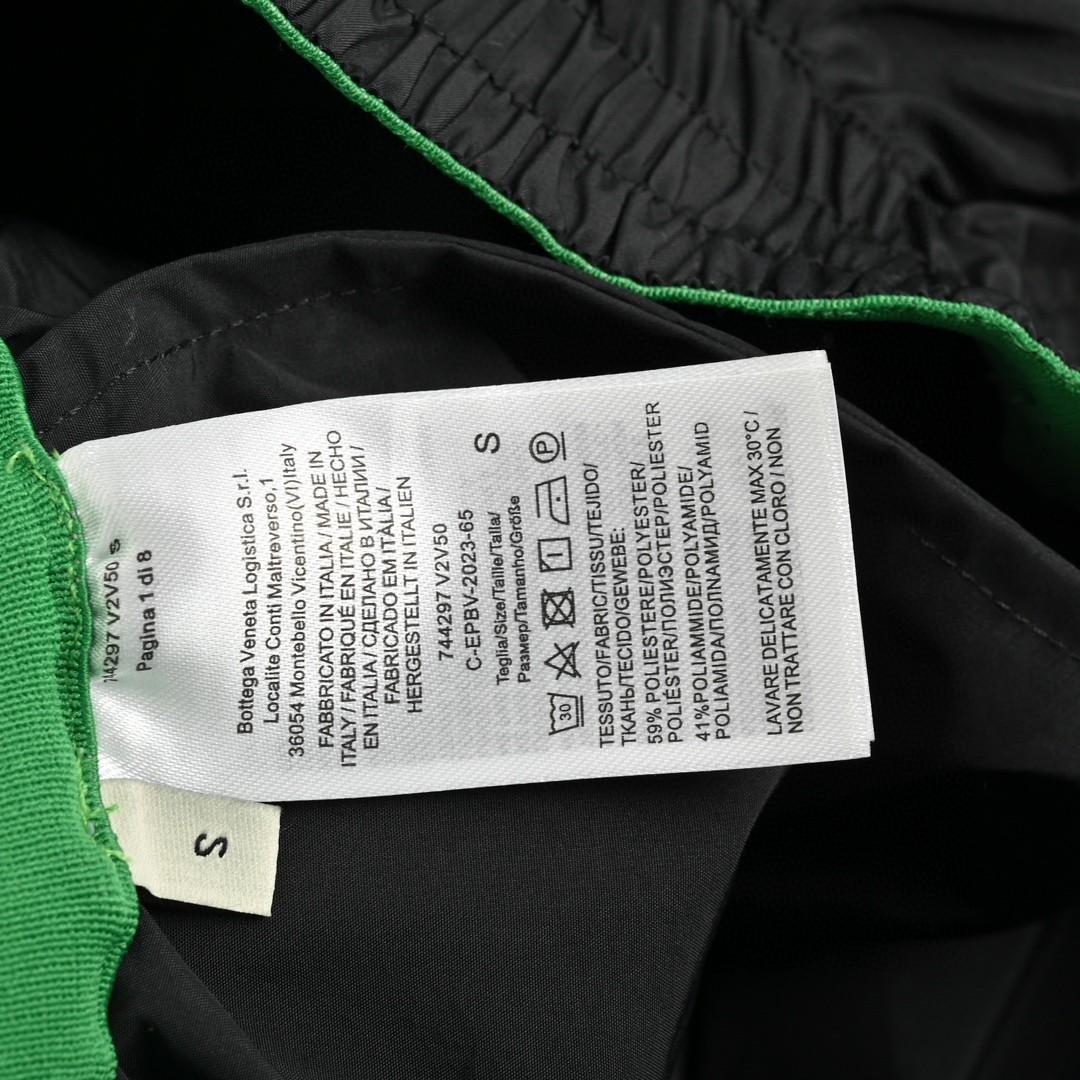 744297 V2V50 s
Pagina 1 di 8
Bottega Veneta Logistica S.r.l.
Localite Conti Maltraverso,1
36054 Montebello Vicentino(VI)Italy
FABBRICATO IN ITALIA / MADE IN
ITALY / FABRIQUÉ EN ITALIE / HECHO
EN ITALIA / СДЕЛАНО В ИТАЛИИ /
FABRICADO EM ITÁLIA /
HERGESTELLT IN ITALIEN
744297 V2V50
C-EPBV-2023-65
Teglia/Size/Taille/Talla/
Размер/Tamanho/Größe
S
30
P
TESSUTO/FABRIC/TISSU/TEJIDO/
ТКАНЬ/TECIDO/GEWEBE:
59% POLIESTERE/POLYESTER/
POLIÉSTER/ПОЛИЭСТЕР/POLIESTER
41%POLIAMMIDE/POLYAMIDE/
POLIAMIDA/ПОЛNAМИД/POLYAMID
LAVARE DELICATAMENTE MAX 30°C /
NON TRATTARE CON CLORO / NON
S